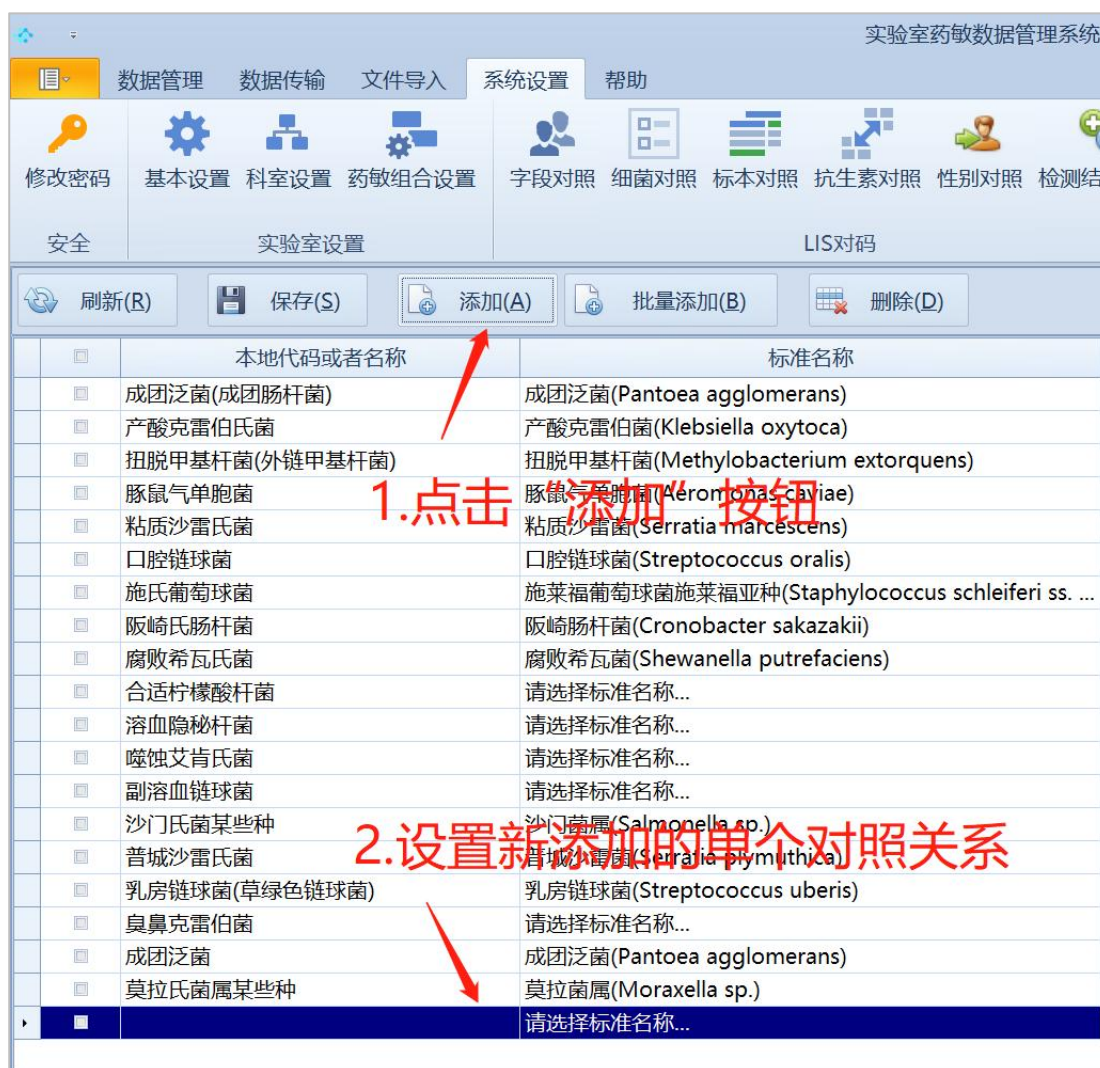 实验室药敏数据管理系统
数据管理 数据传输 文件导入 系统设置 帮助
修改密码 基本设置 科室设置 药敏组合设置 字段对照 细菌对照 标本对照 抗生素对照 性别对照 检测结
安全 实验室设置 LIS对码
刷新(R) 保存(S) 添加(A) 批量添加(B) 删除(D)
本地代码或者名称 标准名称
成团泛菌(成团肠杆菌) 成团泛菌(Pantoea agglomerans)
产酸克雷伯氏菌 产酸克雷伯菌(Klebsiella oxytoca)
扭脱甲基杆菌(外链甲基杆菌) 扭脱甲基杆菌(Methylobacterium extorquens)
豚鼠气单胞菌 豚鼠气单胞菌(Aeromonas caviae)
1.点击“添加”按钮
粘质沙雷氏菌 粘质沙雷菌(Serratia marcescens)
口腔链球菌 口腔链球菌(Streptococcus oralis)
施氏葡萄球菌 施莱福葡萄球菌施莱福亚种(Staphylococcus schleiferi ss. ...
阪崎氏肠杆菌 阪崎肠杆菌(Cronobacter sakazakii)
腐败希瓦氏菌 腐败希瓦菌(Shewanella putrefaciens)
合适柠檬酸杆菌 请选择标准名称...
溶血隐秘杆菌 请选择标准名称...
噬蚀艾肯氏菌 请选择标准名称...
副溶血链球菌 请选择标准名称...
沙门氏菌某些种 沙门菌属(Salmonella sp.)
2.设置新添加的单个对照关系
普城沙雷氏菌 普城沙雷菌(Serratia plymuthica)
乳房链球菌(草绿色链球菌) 乳房链球菌(Streptococcus uberis)
臭鼻克雷伯菌 请选择标准名称...
成团泛菌 成团泛菌(Pantoea agglomerans)
莫拉氏菌属某些种 莫拉菌属(Moraxella sp.)
请选择标准名称...